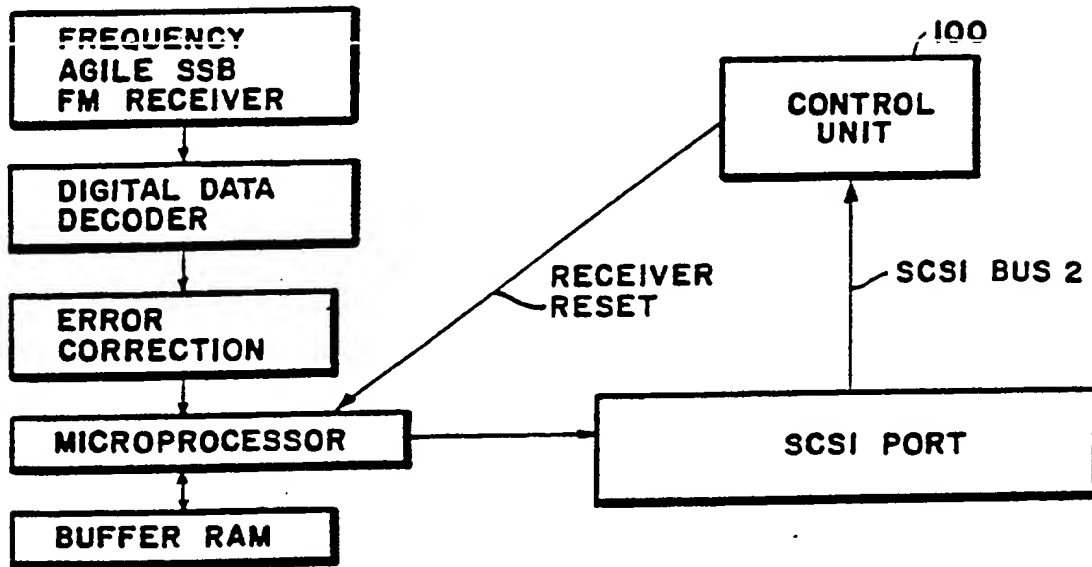 FREQUENCY
AGILE SSB
FM RECEIVER
DIGITAL DATA
DECODER
ERROR
CORRECTION
MICROPROCESSOR
BUFFER RAM
RECEIVER
RESET
100
CONTROL
UNIT
SCSI BUS 2
SCSI PORT